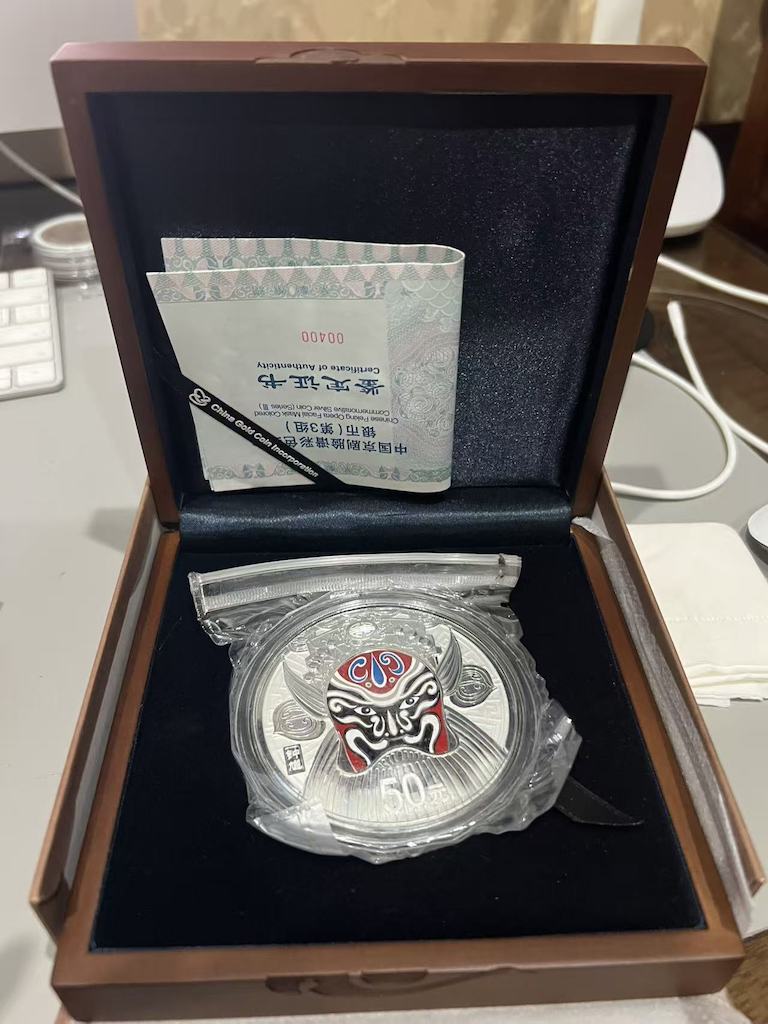 中国京剧脸谱彩色
银币（第3组）
Chinese Peking Opera Facial Mask Colored
Commemorative Silver Coin (Series III)
鉴定证书
Certificate of Authenticity
00400
China Gold Coin Incorporation
50元